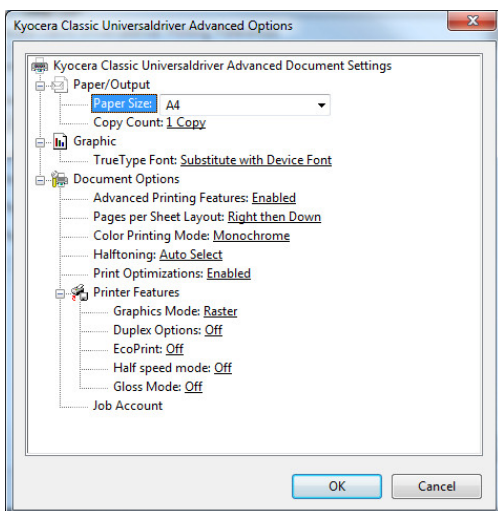 Kyocera Classic Universaldriver Advanced Options
Kyocera Classic Universaldriver Advanced Document Settings
Paper/Output
Paper Size: A4
Copy Count: 1 Copy
Graphic
TrueType Font: Substitute with Device Font
Document Options
Advanced Printing Features: Enabled
Pages per Sheet Layout: Right then Down
Color Printing Mode: Monochrome
Halftoning: Auto Select
Print Optimizations: Enabled
Printer Features
Graphics Mode: Raster
Duplex Options: Off
EcoPrint: Off
Half speed mode: Off
Gloss Mode: Off
Job Account
OK Cancel